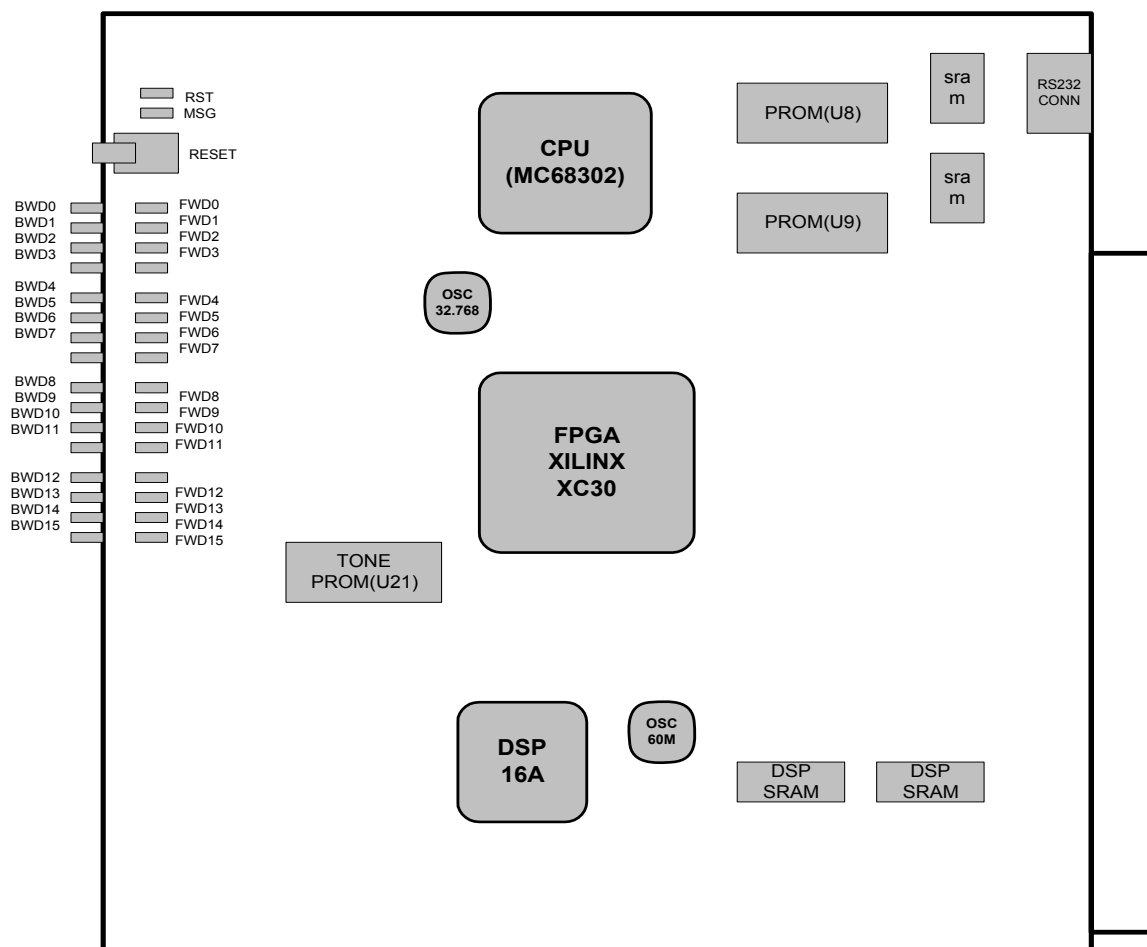 RST
MSG
RESET
BWD0
BWD1
BWD2
BWD3
BWD4
BWD5
BWD6
BWD7
BWD8
BWD9
BWD10
BWD11
BWD12
BWD13
BWD14
BWD15
FWD0
FWD1
FWD2
FWD3
FWD4
FWD5
FWD6
FWD7
FWD8
FWD9
FWD10
FWD11
FWD12
FWD13
FWD14
FWD15
CPU
(MC68302)
PROM(U8)
PROM(U9)
sra
m
sra
m
RS232
CONN
OSC
32.768
FPGA
XILINX
XC30
TONE
PROM(U21)
DSP
16A
OSC
60M
DSP
SRAM
DSP
SRAM